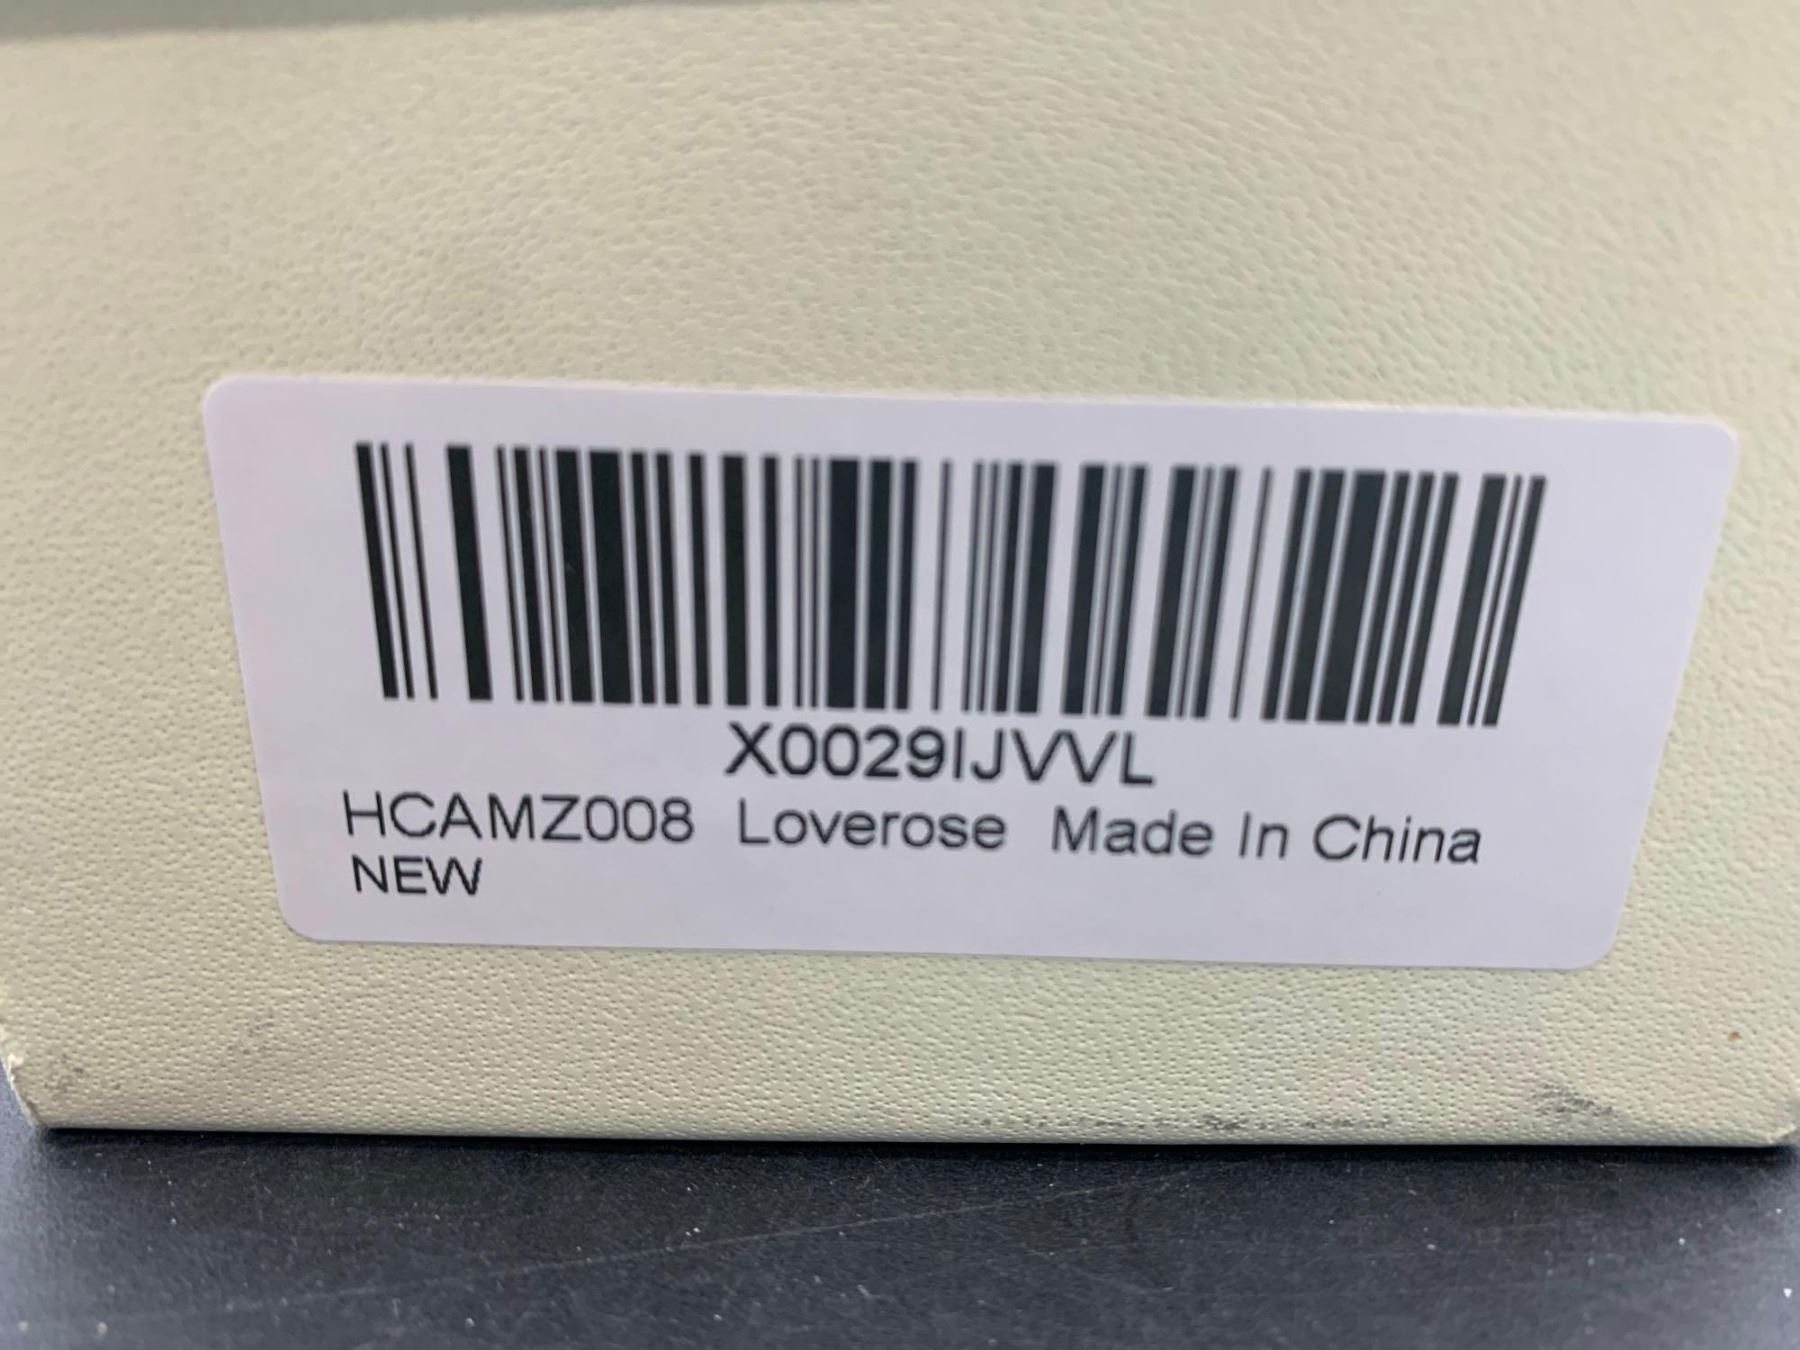 X0029IJVVL
HCAMZ008 Loverose Made In China
NEW